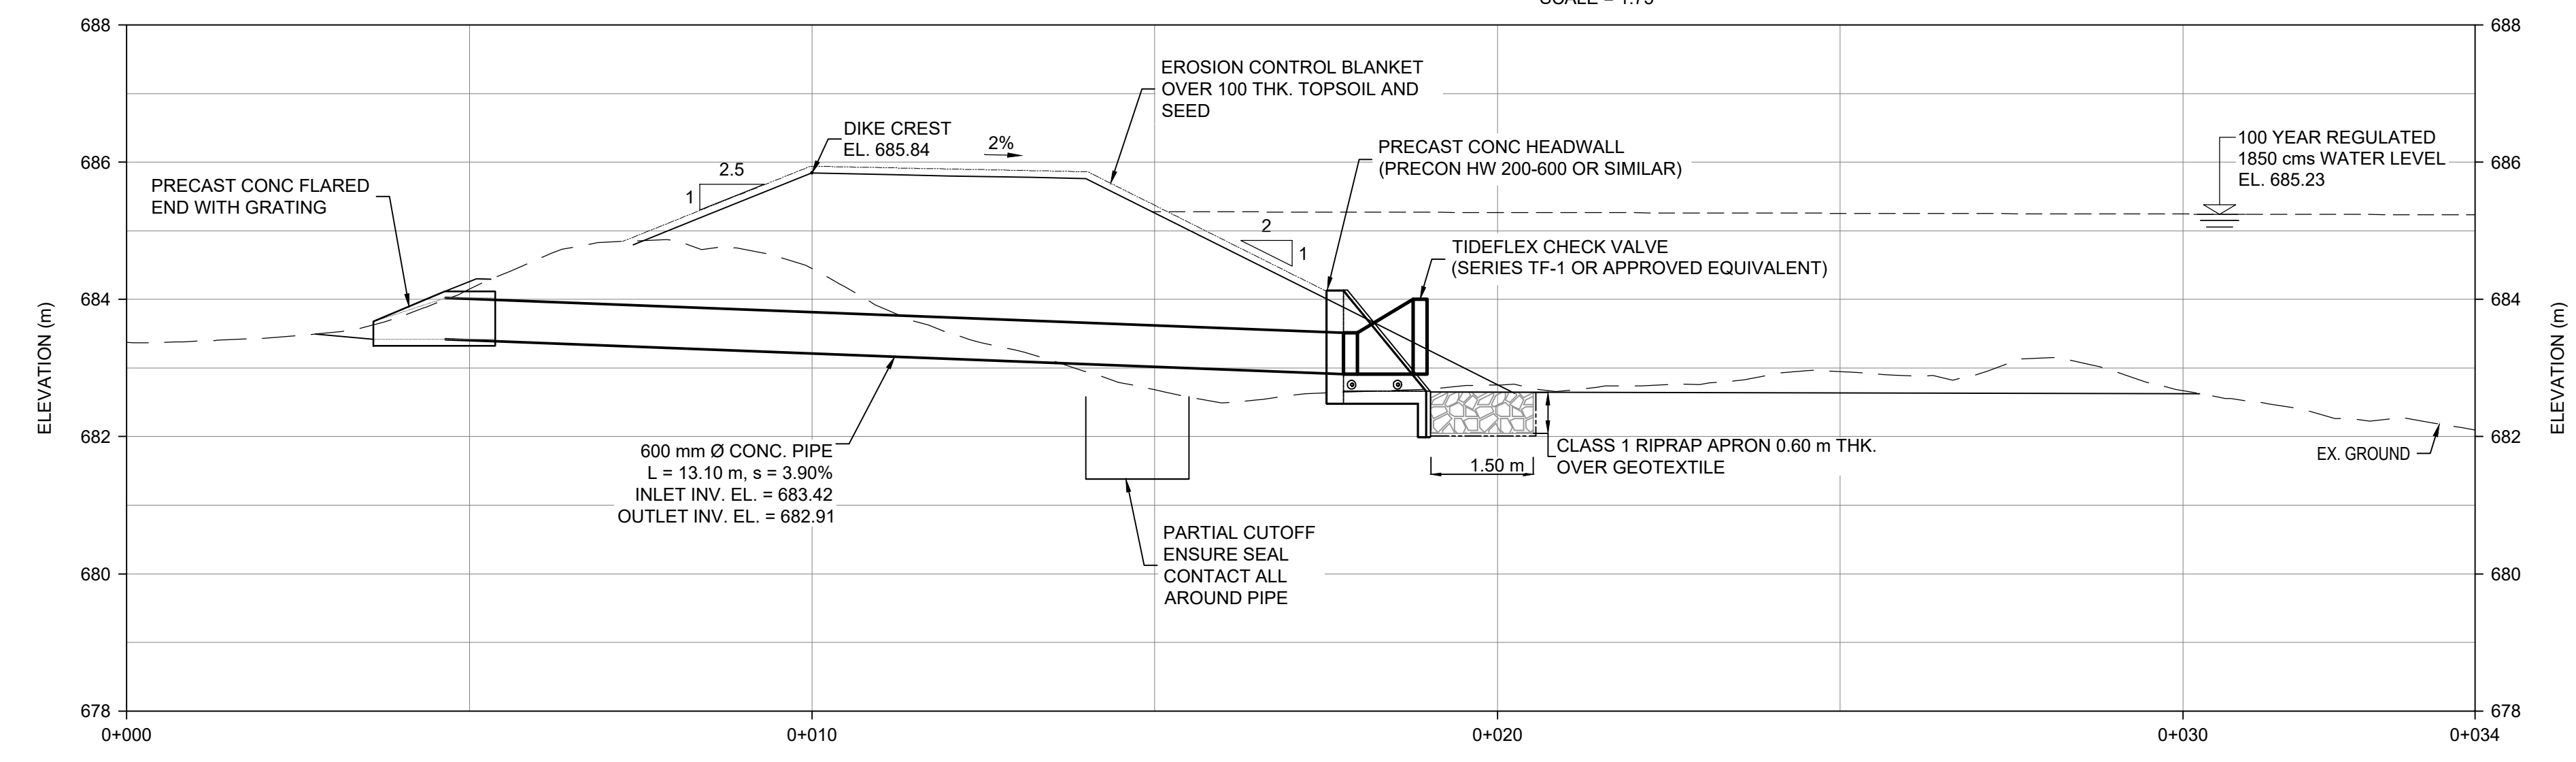 SCALE = 1:75
688
688
EROSION CONTROL BLANKET
OVER 100 THK. TOPSOIL AND
SEED
DIKE CREST
EL. 685.84
2%
PRECAST CONC HEADWALL
(PRECON HW 200-600 OR SIMILAR)
100 YEAR REGULATED
1850 cms WATER LEVEL
EL. 685.23
686
686
2.5
1
PRECAST CONC FLARED
END WITH GRATING
2
1
TIDEFLEX CHECK VALVE
(SERIES TF-1 OR APPROVED EQUIVALENT)
684
684
ELEVATION (m)
ELEVATION (m)
682
682
600 mm Ø CONC. PIPE
L = 13.10 m, s = 3.90%
INLET INV. EL. = 683.42
OUTLET INV. EL. = 682.91
1.50 m
CLASS 1 RIPRAP APRON 0.60 m THK.
OVER GEOTEXTILE
EX. GROUND
PARTIAL CUTOFF
ENSURE SEAL
CONTACT ALL
AROUND PIPE
680
680
678
678
0+000
0+010
0+020
0+030
0+034